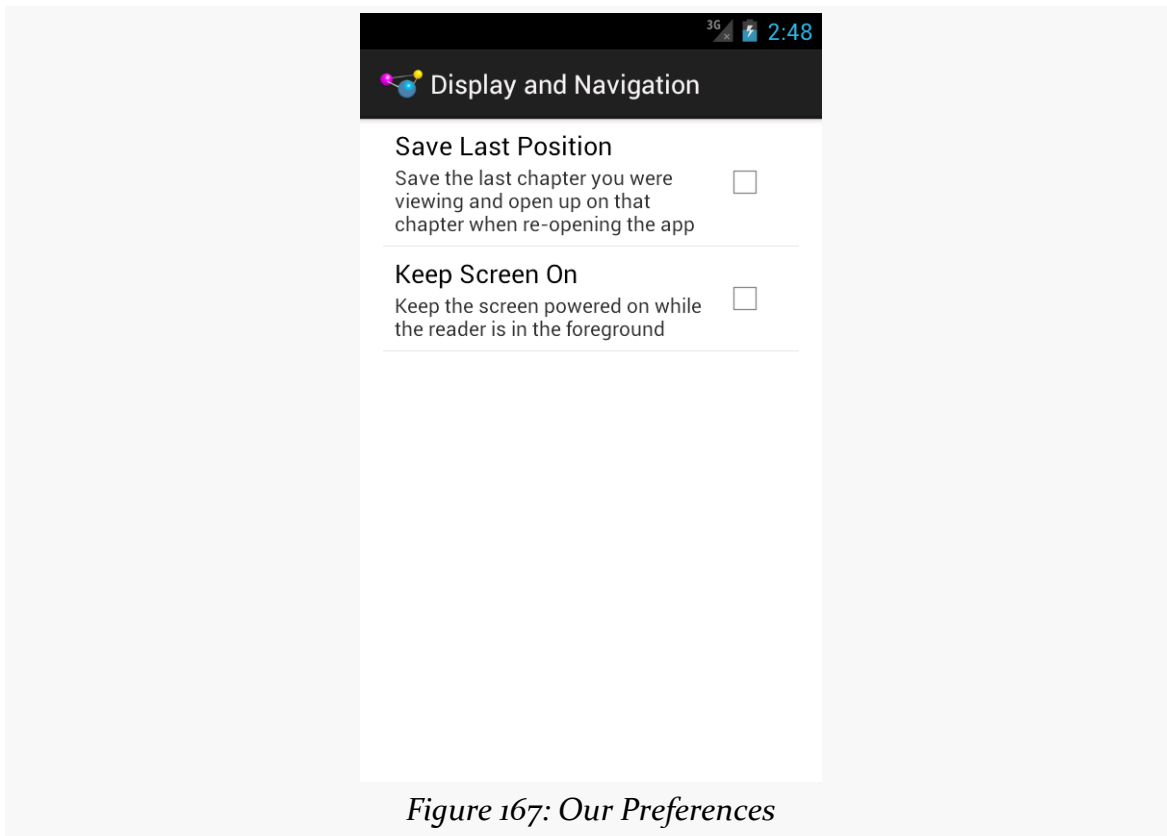 3G 2:48
Display and Navigation
Save Last Position
Save the last chapter you were
viewing and open up on that
chapter when re-opening the app
Keep Screen On
Keep the screen powered on while
the reader is in the foreground
Figure 167: Our Preferences